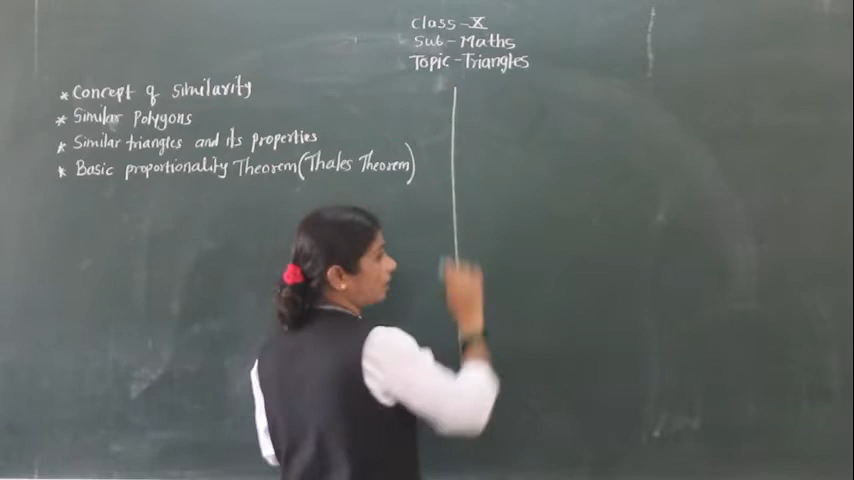 Class-X
Sub-Maths
Topic-Triangles
* Concept of Similarity
* Similar Polygons
* Similar triangles and its properties
* Basic proportionality Theorem (Thales Theorem)